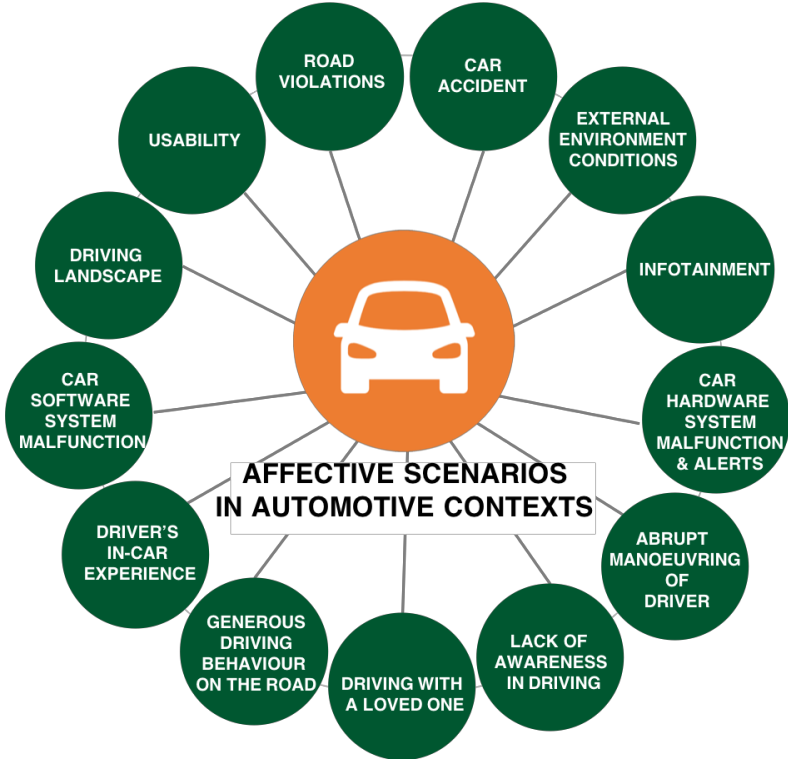 ROAD
VIOLATIONS
CAR
ACCIDENT
EXTERNAL
ENVIRONMENT
CONDITIONS
INFOTAINMENT
CAR
HARDWARE
SYSTEM
MALFUNCTION
& ALERTS
ABRUPT
MANOEUVRING
OF
DRIVER
LACK OF
AWARENESS
IN DRIVING
DRIVING WITH
A LOVED ONE
GENEROUS
DRIVING
BEHAVIOUR
ON THE ROAD
DRIVER'S
IN-CAR
EXPERIENCE
CAR
SOFTWARE
SYSTEM
MALFUNCTION
DRIVING
LANDSCAPE
USABILITY
AFFECTIVE SCENARIOS
IN AUTOMOTIVE CONTEXTS